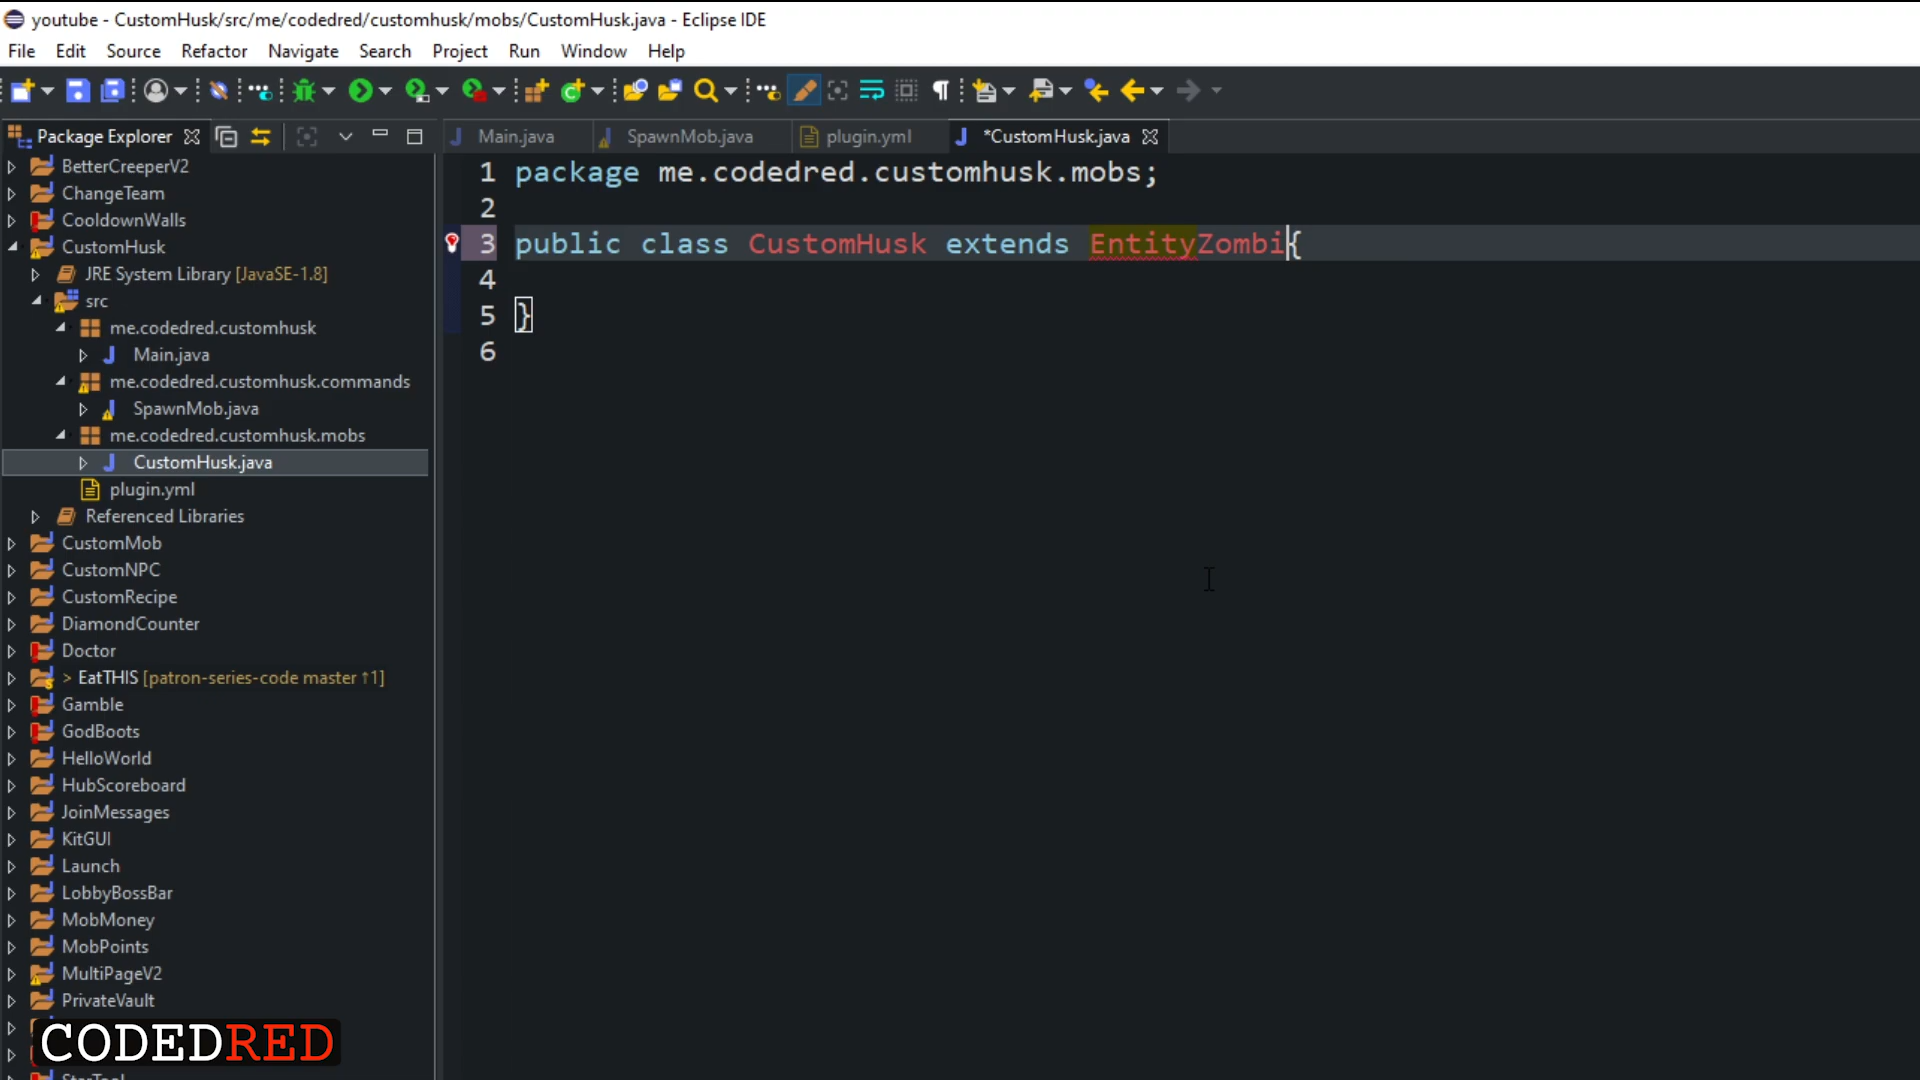 youtube - CustomHusk/src/me/codedred/customhusk/mobs/CustomHusk.java - Eclipse IDE
File Edit Source Refactor Navigate Search Project Run Window Help
Package Explorer
Main.java SpawnMob.java plugin.yml *CustomHusk.java
BetterCreeperV2
ChangeTeam
CooldownWalls
CustomHusk
JRE System Library [JavaSE-1.8]
src
me.codedred.customhusk
Main.java
me.codedred.customhusk.commands
SpawnMob.java
me.codedred.customhusk.mobs
CustomHusk.java
plugin.yml
Referenced Libraries
CustomMob
CustomNPC
CustomRecipe
DiamondCounter
Doctor
> EatTHIS [patron-series-code master ↑1]
Gamble
GodBoots
HelloWorld
HubScoreboard
JoinMessages
KitGUI
Launch
LobbyBossBar
MobMoney
MobPoints
MultiPageV2
PrivateVault
CODEDRED
1 package me.codedred.customhusk.mobs;
2
3 public class CustomHusk extends EntityZombi{
4
5 }
6